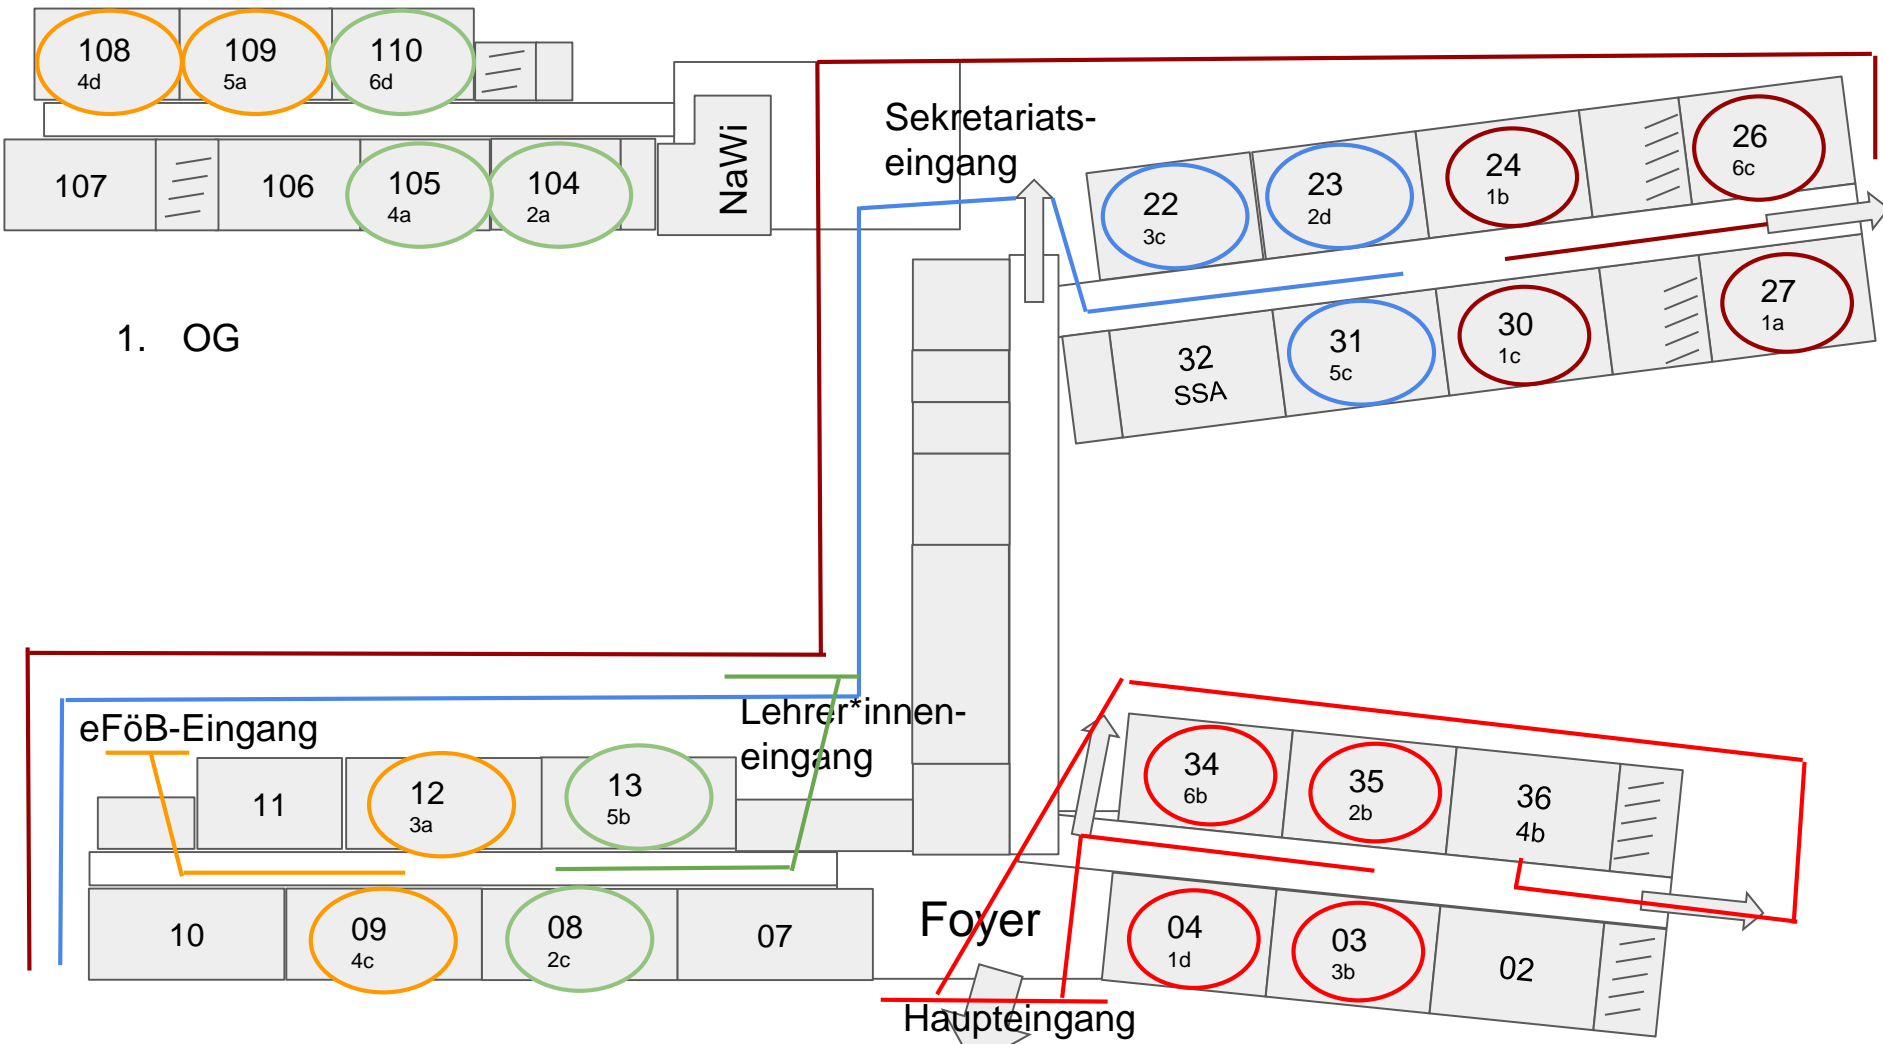 108
4d
109
5a
110
6d
107
106
105
4a
104
2a
NaWi
1. OG
Sekretariats-
eingang
22
3c
23
2d
24
1b
26
6c
32
SSA
31
5c
30
1c
27
1a
eFöB-Eingang
Lehrer*innen-
eingang
11
12
3a
13
5b
10
09
4c
08
2c
07
Foyer
Haupteingang
34
6b
35
2b
36
4b
04
1d
03
3b
02